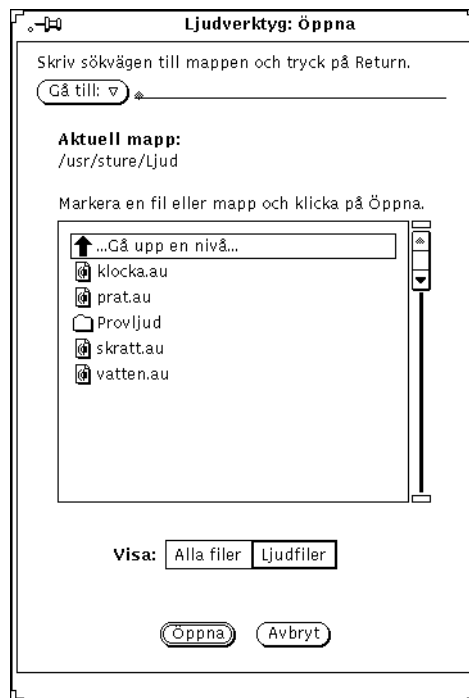 Ljudverktyg: Öppna
Skriv sökvägen till mappen och tryck på Return.
Gå till:
Aktuell mapp:
/usr/sture/Ljud
Markera en fil eller mapp och klicka på Öppna.
...Gå upp en nivå...
klocka.au
prat.au
Provljud
skratt.au
vatten.au
Visa: Alla filer Ljudfiler
Öppna Avbryt